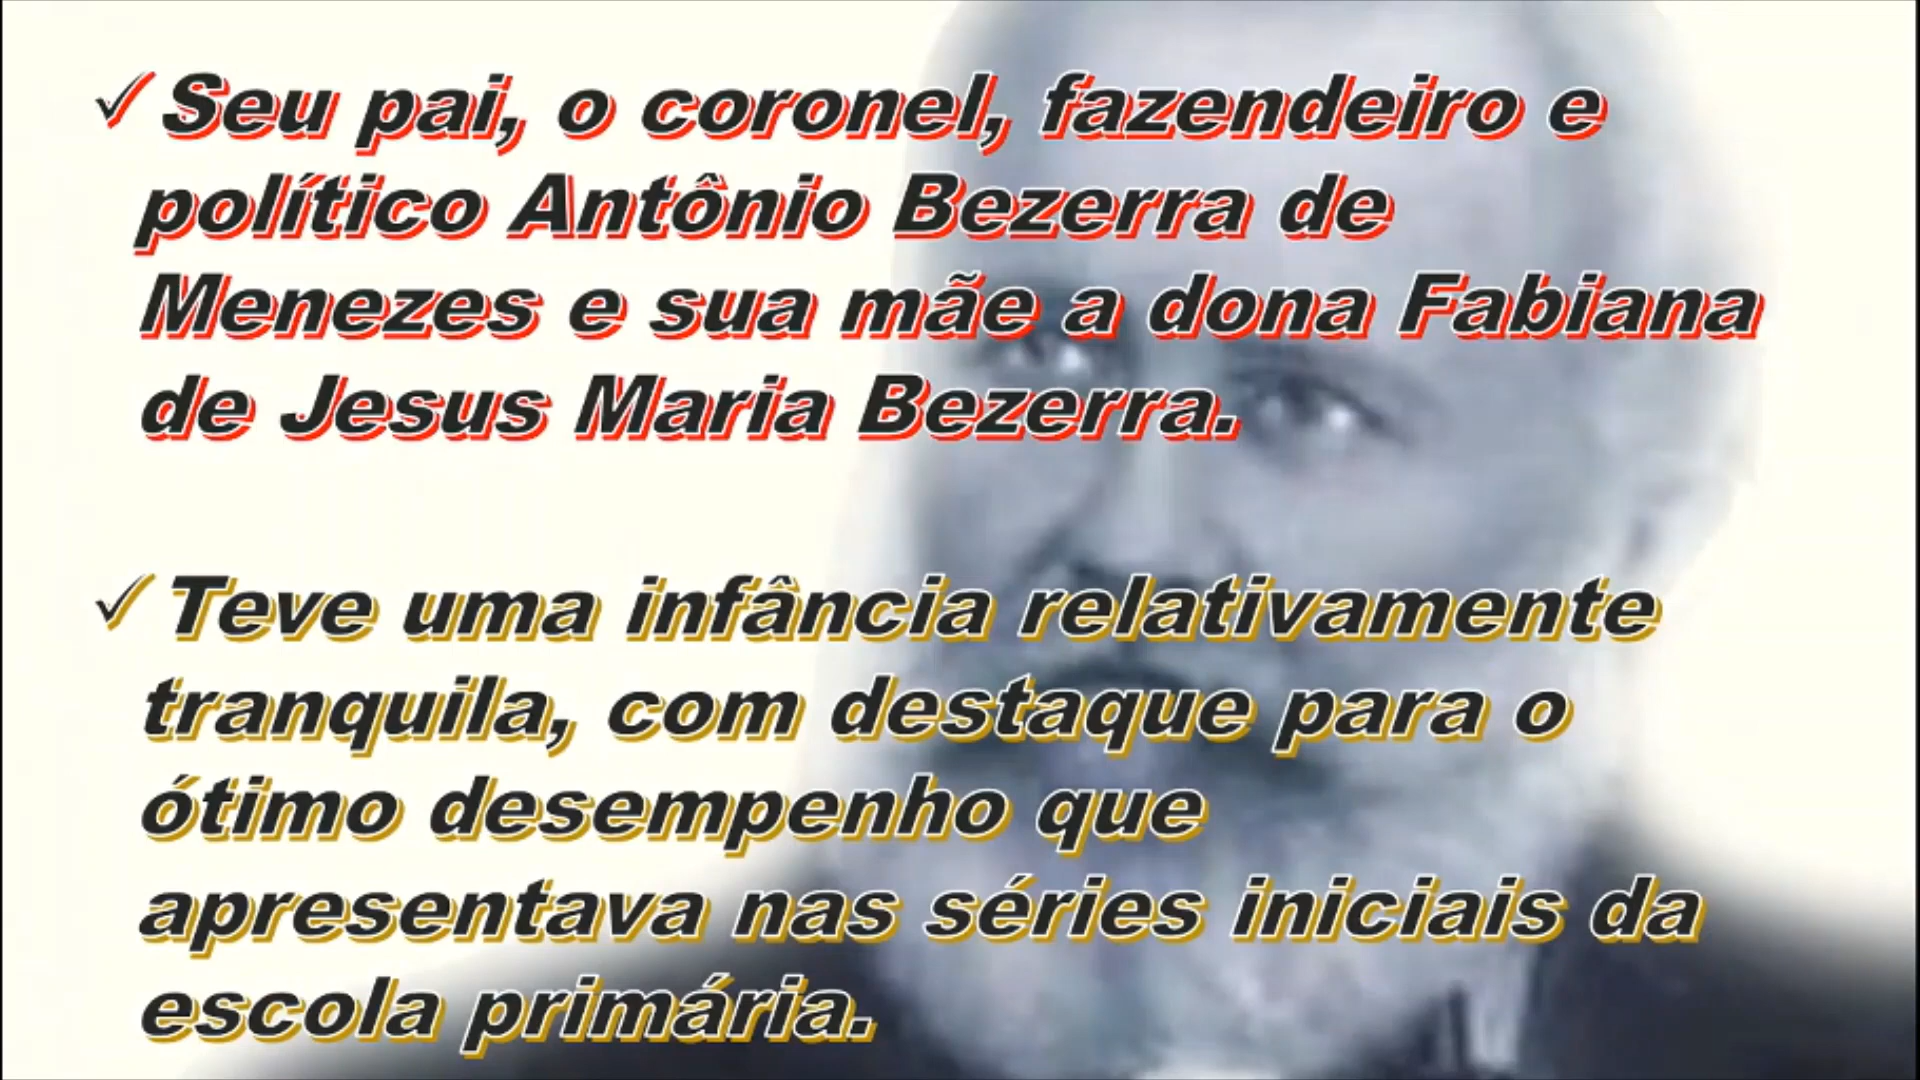 ✓Seu pai, o coronel, fazendeiro e
político Antônio Bezerra de
Menezes e sua mãe a dona Fabiana
de Jesus Maria Bezerra.
✓Teve uma infância relativamente
tranquila, com destaque para o
ótimo desempenho que
apresentava nas séries iniciais da
escola primária.